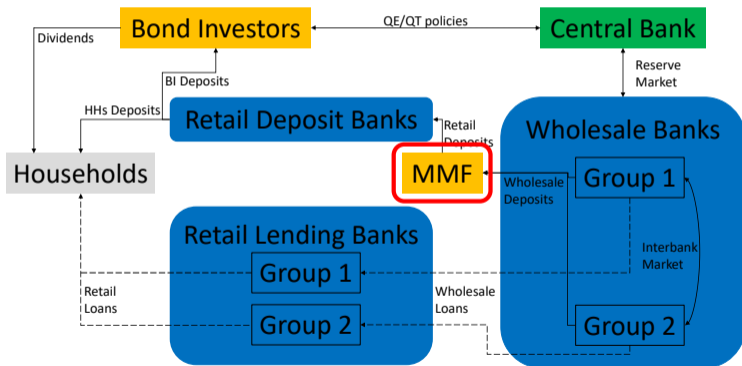 Bond Investors
QE/QT policies
Central Bank
Dividends
BI Deposits
Reserve
Market
HHs Deposits
Retail Deposit Banks
Retail
Deposits
Wholesale Banks
Households
MMF
Wholesale
Deposits
Group 1
Retail Lending Banks
Interbank
Market
Group 1
Retail
Loans
Wholesale
Loans
Group 2
Group 2